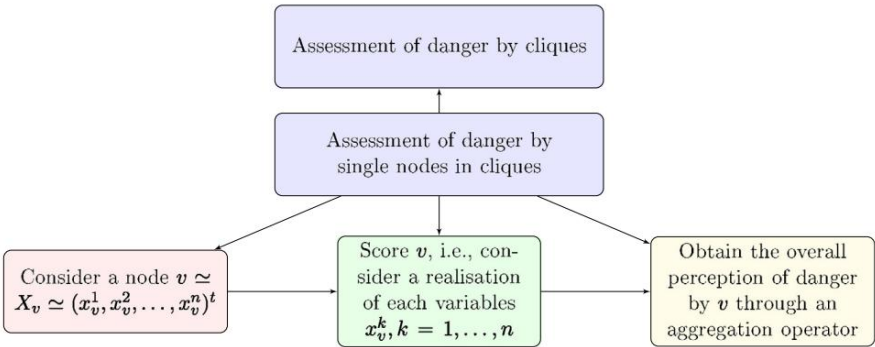 Assessment of danger by cliques
Assessment of danger by
single nodes in cliques
Consider a node v ≃
X_v ≃ (x_v^1, x_v^2, . . . , x_v^n)^t
Score v, i.e., con-
sider a realisation
of each variables
x_v^k, k = 1, . . . , n
Obtain the overall
perception of danger
by v through an
aggregation operator